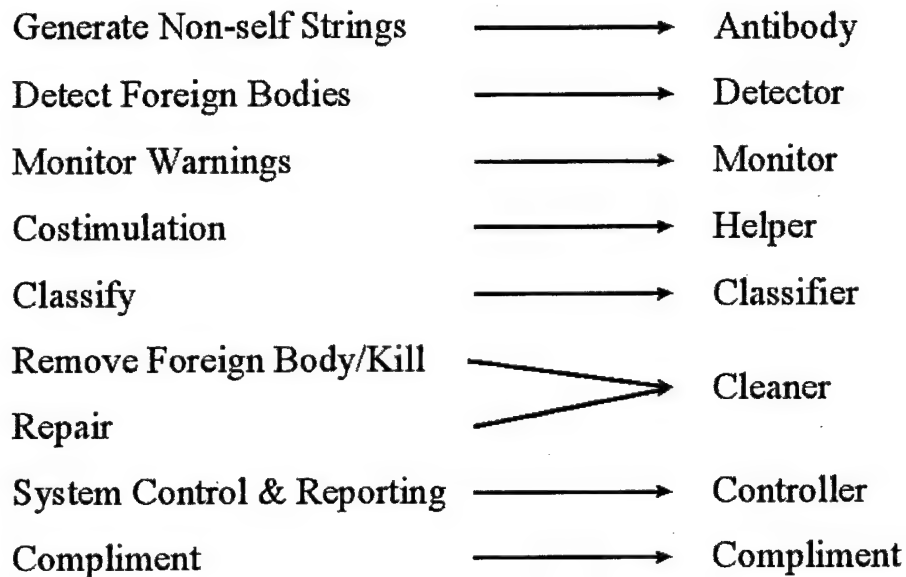 Generate Non-self Strings Antibody
Detect Foreign Bodies Detector
Monitor Warnings Monitor
Costimulation Helper
Classify Classifier
Remove Foreign Body/Kill
Cleaner
Repair
System Control & Reporting Controller
Compliment Compliment